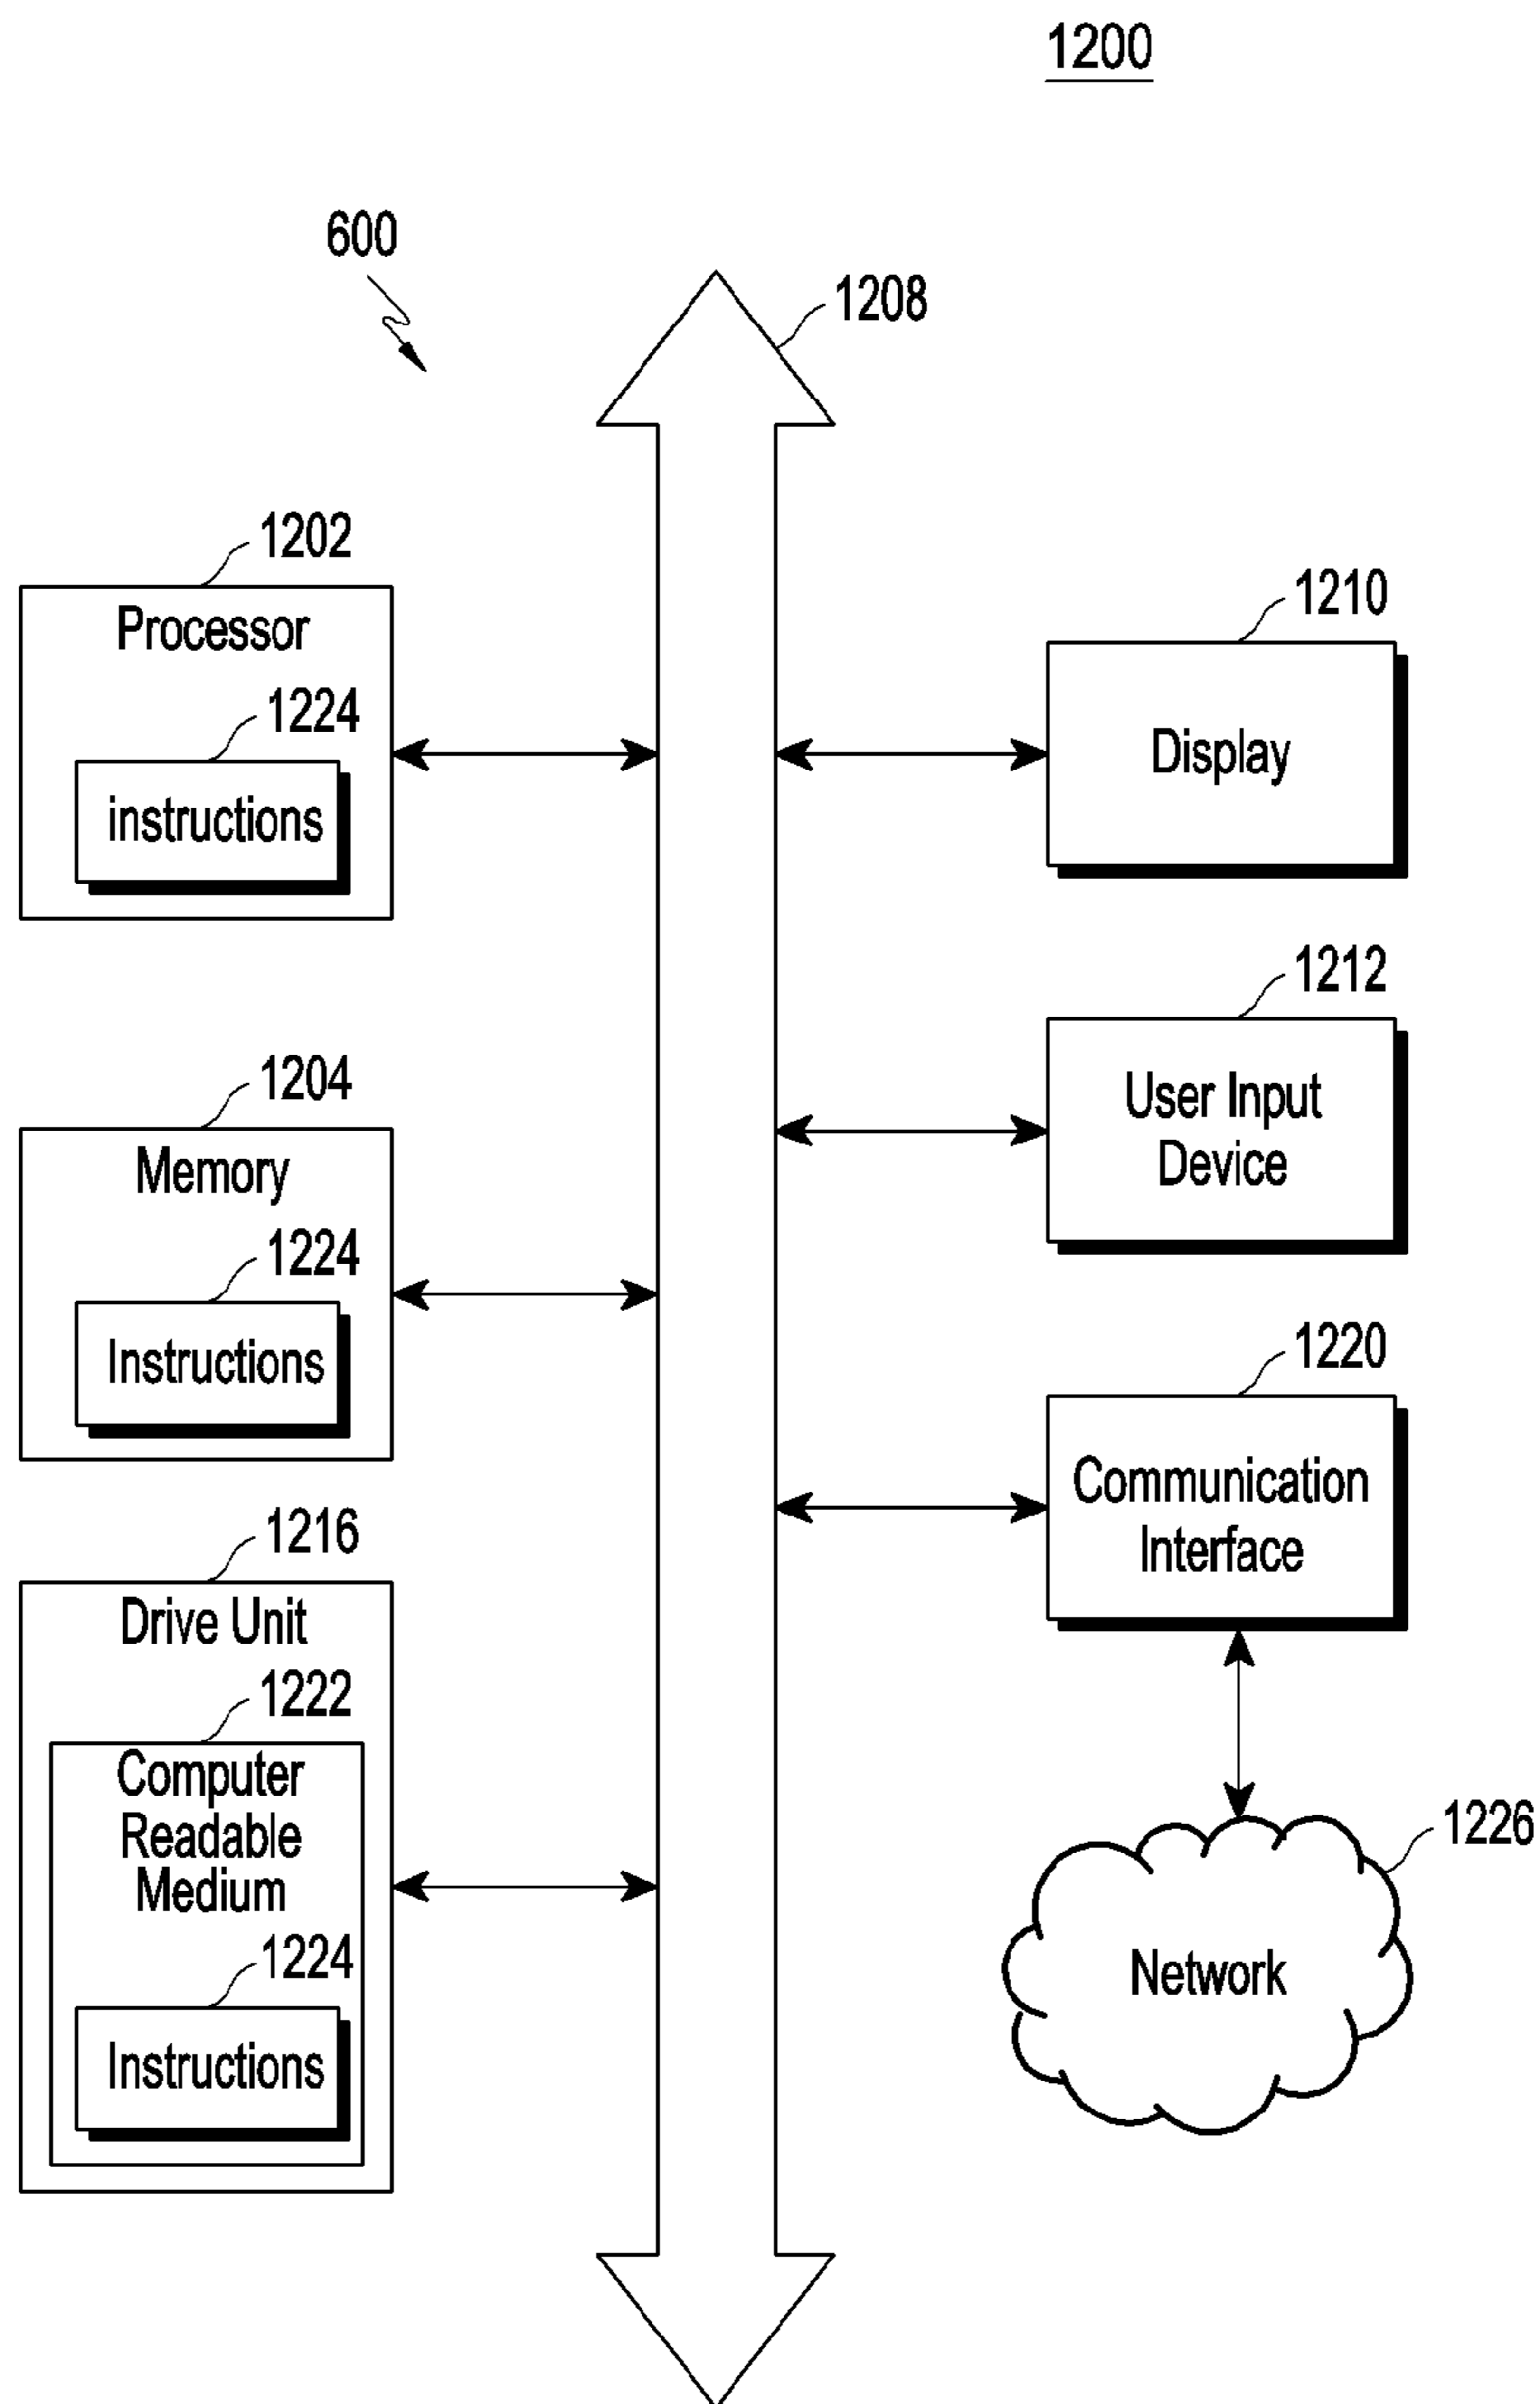 1200
600
1208
1202
Processor
1224
instructions
1204
Memory
1224
Instructions
1216
Drive Unit
1222
Computer
Readable
Medium
1224
Instructions
1210
Display
1212
User Input
Device
1220
Communication
Interface
1226
Network